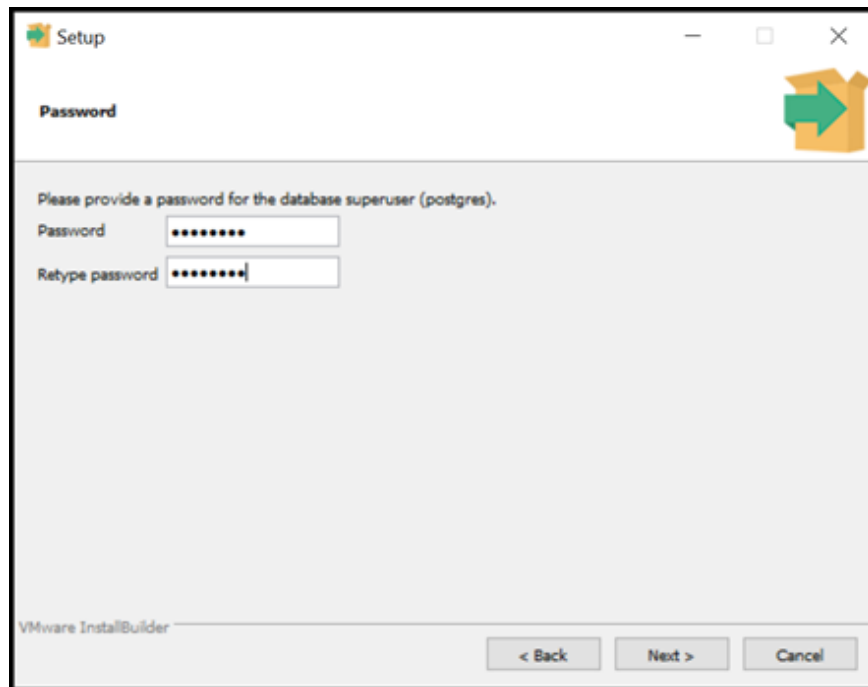 Setup
Password
Please provide a password for the database superuser (postgres).
Password ••••••••
Retype password ••••••••
VMware InstallBuilder
< Back Next > Cancel